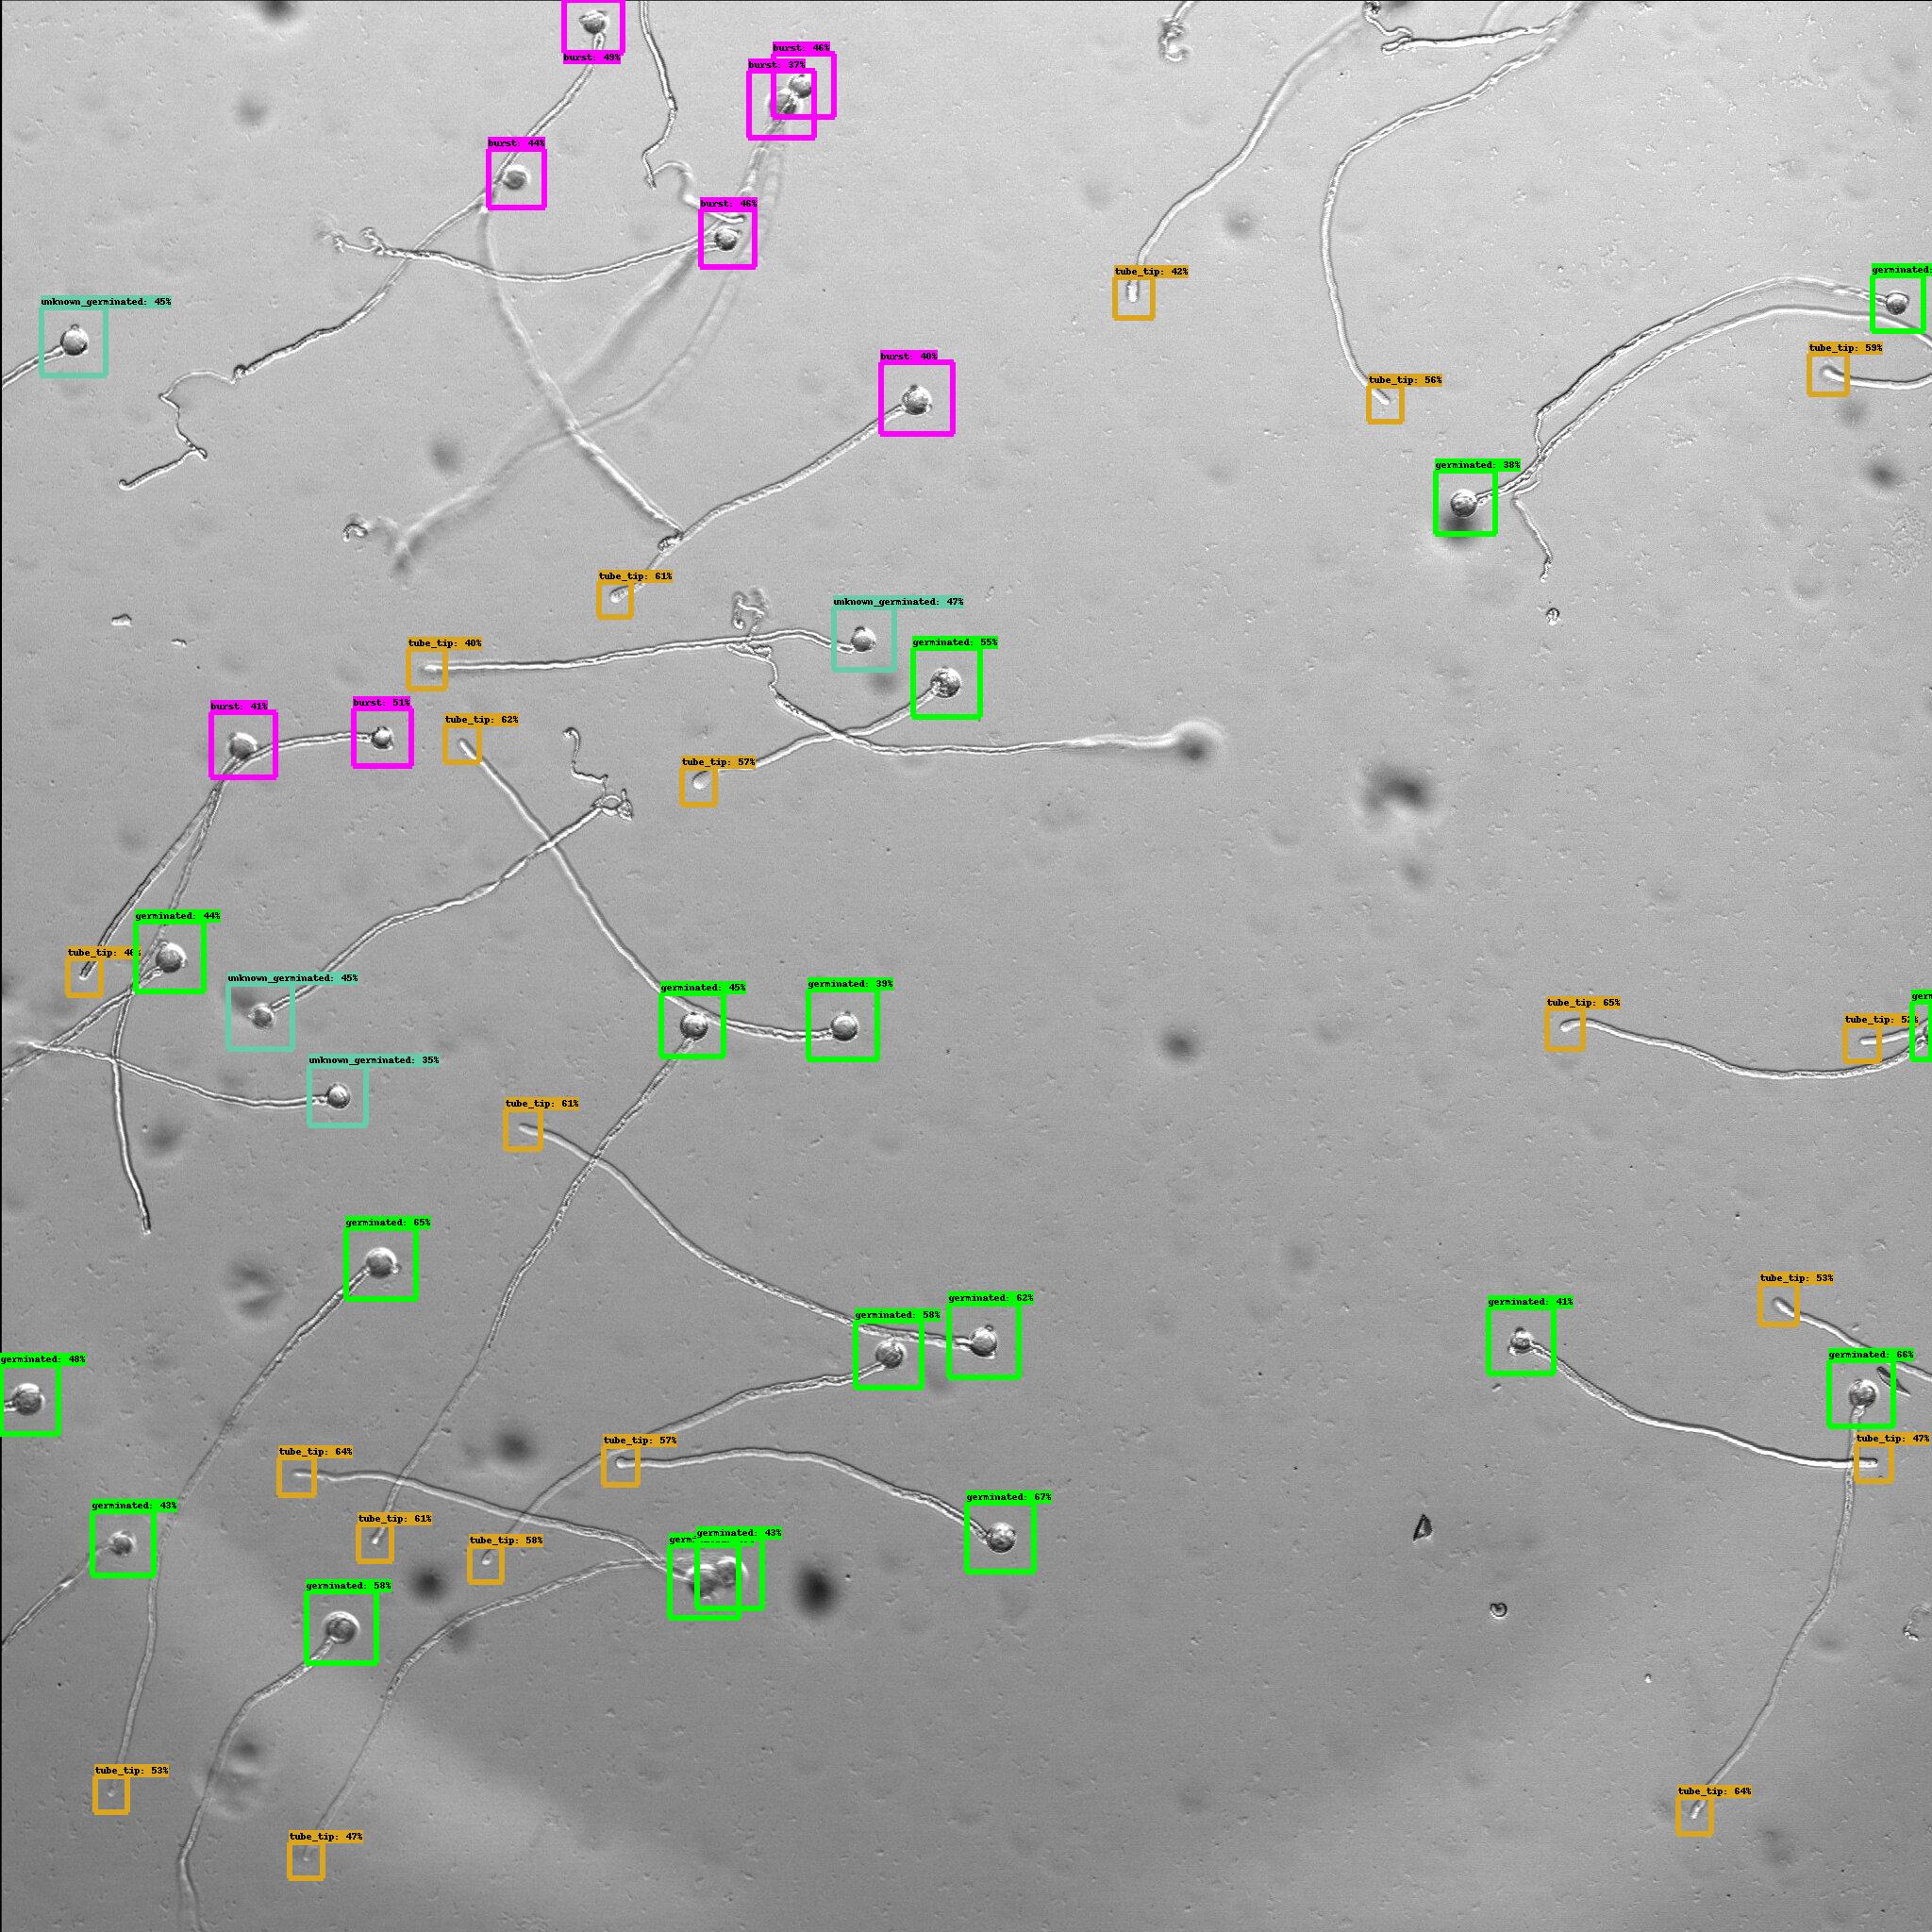 burst: 49%
burst: 46%
burst: 37%
burst: 44%
burst: 46%
tube_tip: 42%
germinated:
unknown_germinated: 45%
tube_tip: 59%
burst: 40%
tube_tip: 56%
germinated: 38%
tube_tip: 61%
unknown_germinated: 47%
tube_tip: 40%
germinated: 55%
burst: 51%
burst: 41%
tube_tip: 62%
tube_tip: 57%
germinated: 44%
tube_tip:
unknown_germinated: 45%
germinated: 45%
germinated: 39%
tube_tip: 65%
tube_tip:
unknown_germinated: 35%
tube_tip: 61%
germinated: 65%
tube_tip: 53%
germinated: 62%
germinated: 41%
germinated: 58%
germinated: 66%
germinated: 48%
tube_tip: 57%
tube_tip: 47%
tube_tip: 64%
germinated: 67%
germinated: 43%
tube_tip: 61%
germinated: 43%
tube_tip: 58%
germinated: 58%
tube_tip: 53%
tube_tip: 64%
tube_tip: 47%